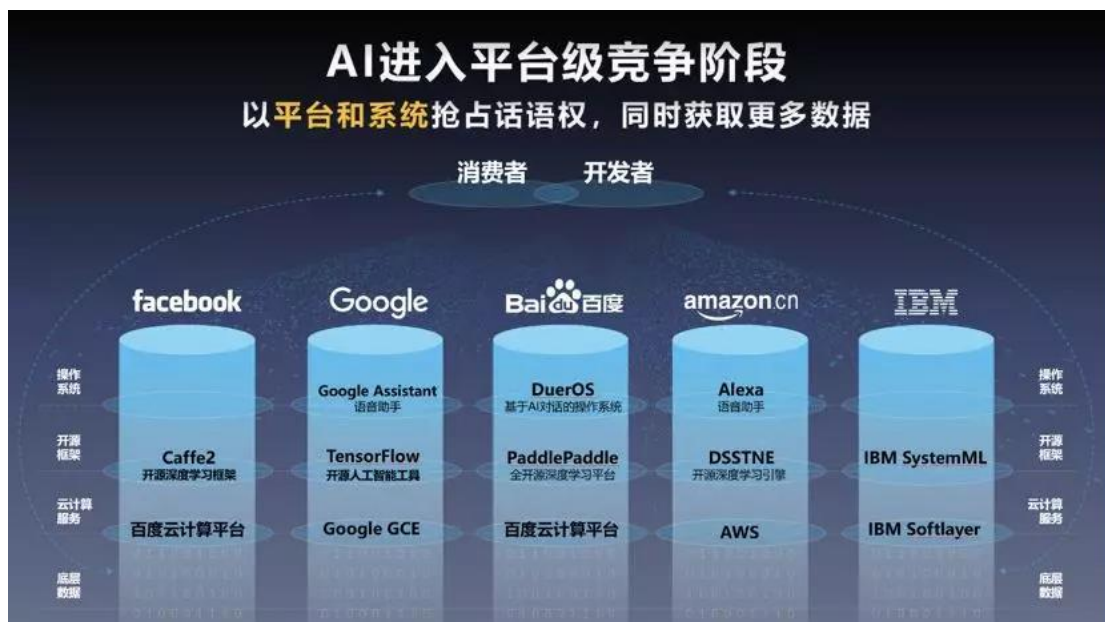 AI进入平台级竞争阶段
以平台和系统抢占话语权，同时获取更多数据
消费者 开发者
facebook Google Bai du 百度 amazon.cn IBM
操作
系统
Google Assistant
语音助手
DuerOS
基于AI对话的操作系统
Alexa
语音助手
操作
系统
开源
框架
Caffe2
开源深度学习框架
TensorFlow
开源人工智能工具
PaddlePaddle
全开源深度学习平台
DSSTNE
开源深度学习引擎
IBM SystemML
开源
框架
云计算
服务
百度云计算平台
Google GCE
百度云计算平台
AWS
IBM Softlayer
云计算
服务
底层
数据
底层
数据